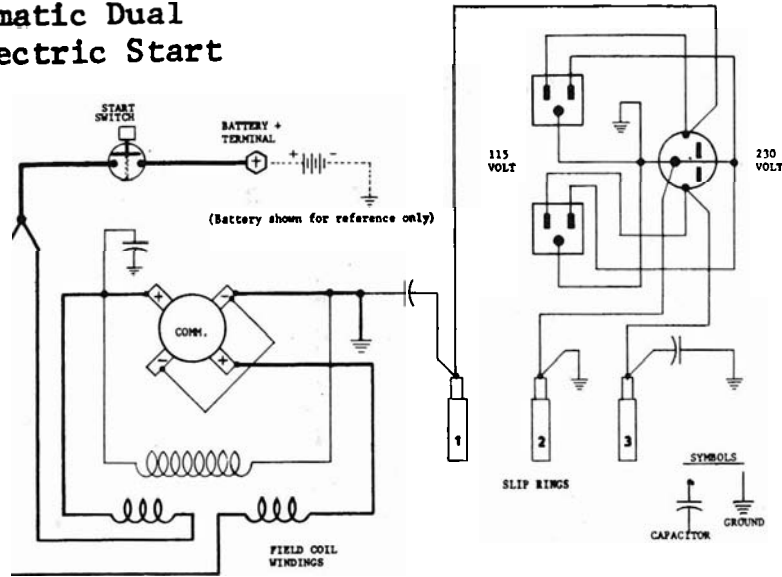 matic Dual
ectric Start
START
SWITCH
BATTERY +
TERMINAL
+
+ -
(Battery shown for reference only)
115
VOLT
230
VOLT
+
-
COMM.
-
+
1
2
3
SLIP RINGS
SYMBOLS
CAPACITOR
GROUND
FIELD COIL
WINDINGS